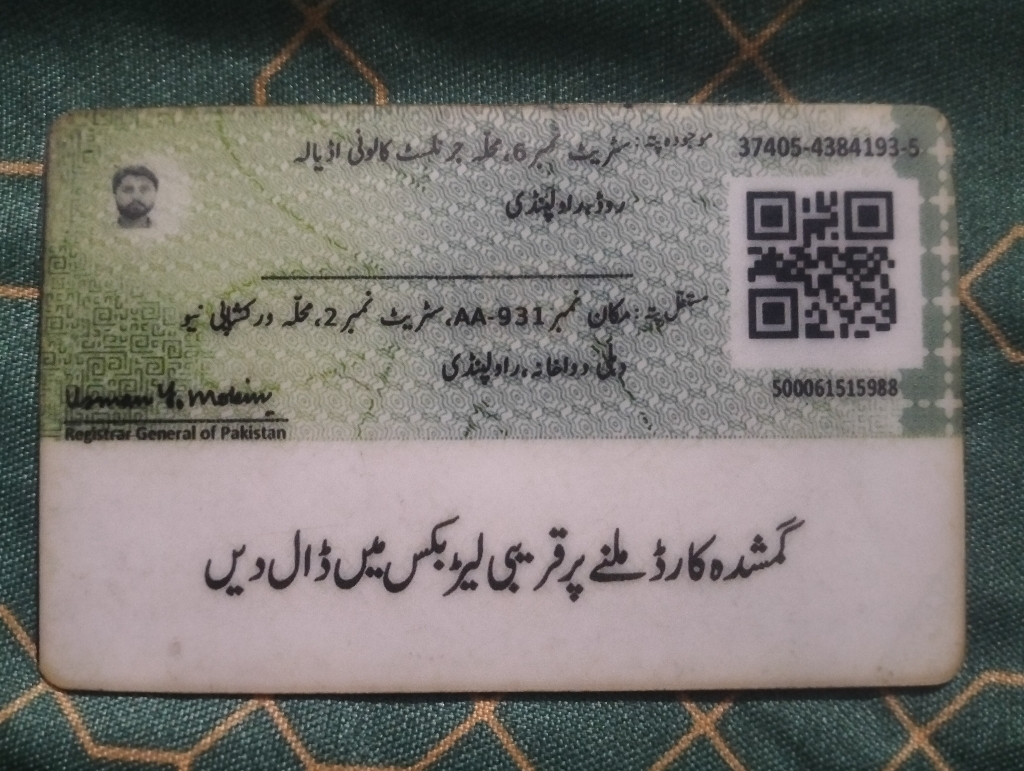 37405-4384193-5
موجودہ پتہ: سٹریٹ نمبر 6، محلہ جرنلسٹ کالونی اڈیالہ
روڈ، راولپنڈی
مستقل پتہ: مکان نمبر AA-931، سٹریٹ نمبر 2، محلہ ورکشاپی نیو
دہلی دواخانہ، راولپنڈی
500061515988
Usman Y. Mobin
Registrar General of Pakistan
گمشدہ کارڈ ملنے پر قریبی لیٹر بکس میں ڈال دیں